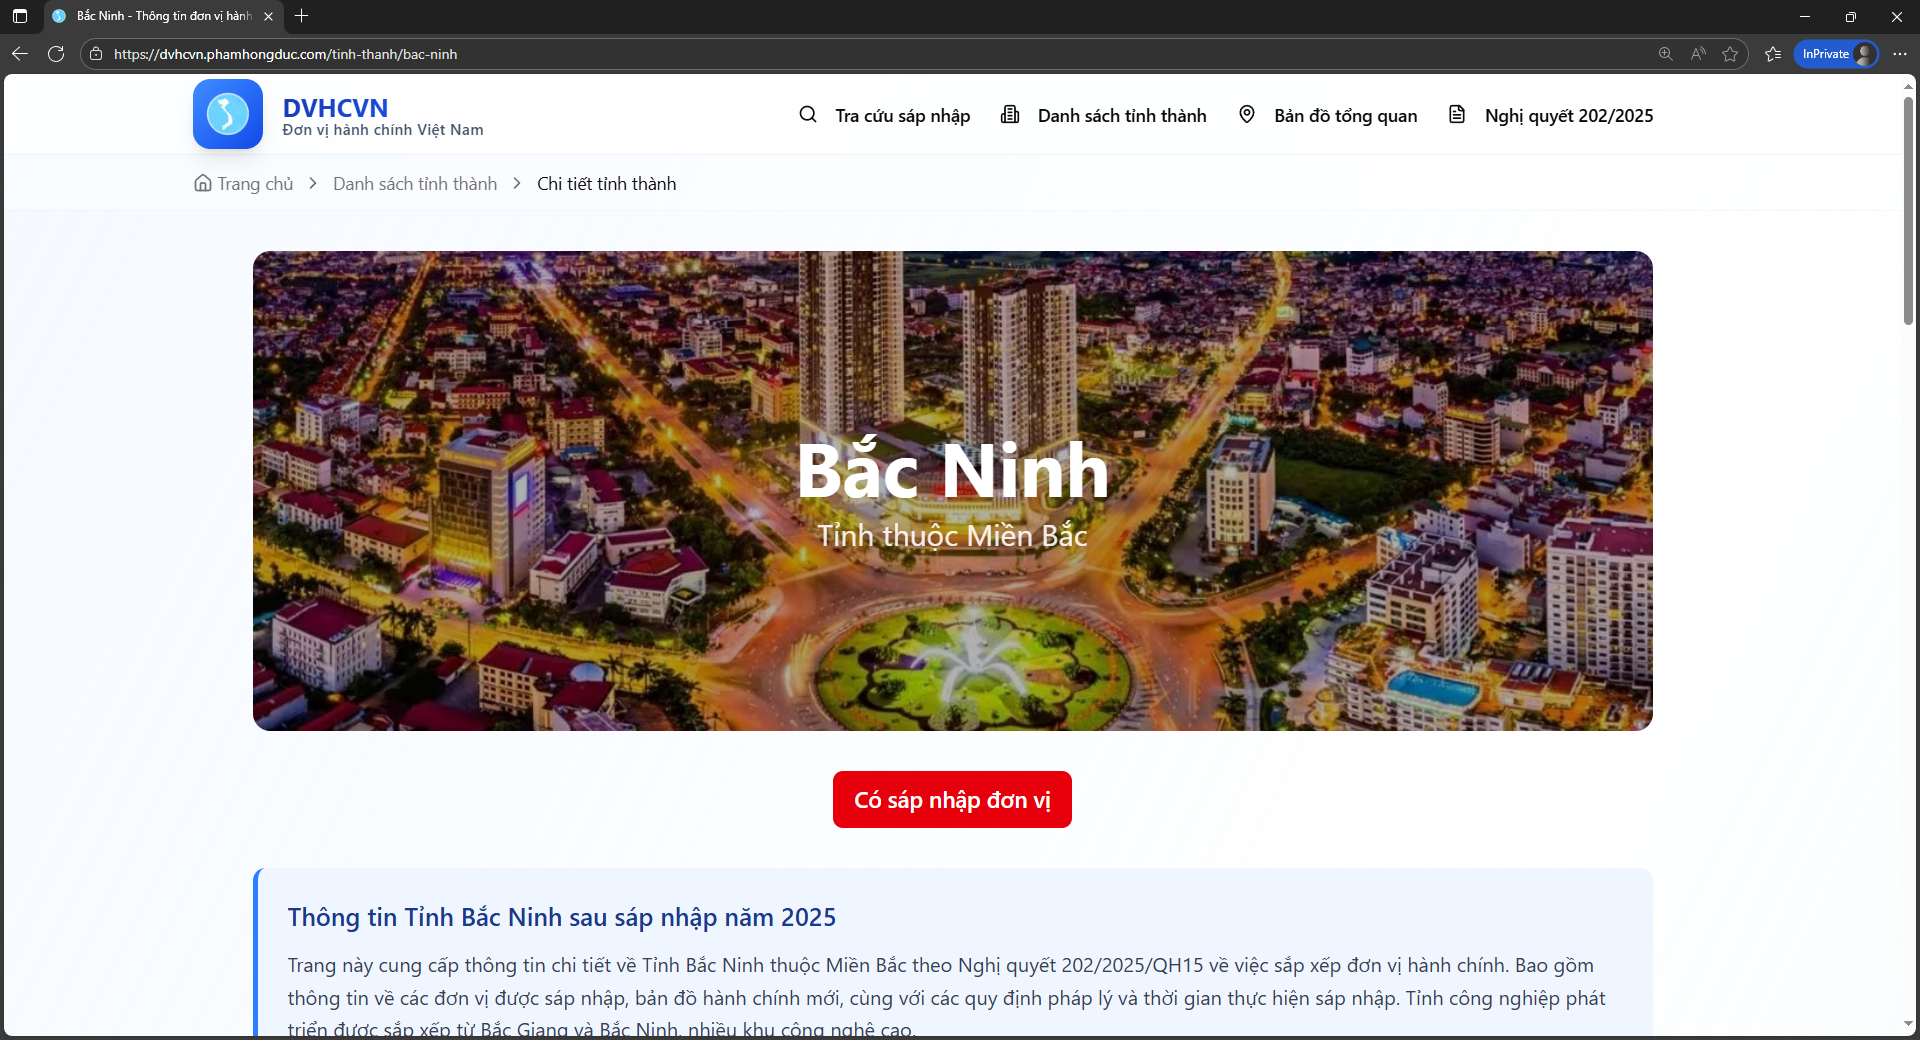 Bắc Ninh - Thông tin đơn vị hành
https://dvhcvn.phamhongduc.com/tinh-thanh/bac-ninh
InPrivate
DVHCVN
Đơn vị hành chính Việt Nam
Tra cứu sáp nhập
Danh sách tỉnh thành
Bản đồ tổng quan
Nghị quyết 202/2025
Trang chủ
Danh sách tỉnh thành
Chi tiết tỉnh thành
Bắc Ninh
Tỉnh thuộc Miền Bắc
Có sáp nhập đơn vị
Thông tin Tỉnh Bắc Ninh sau sáp nhập năm 2025
Trang này cung cấp thông tin chi tiết về Tỉnh Bắc Ninh thuộc Miền Bắc theo Nghị quyết 202/2025/QH15 về việc sắp xếp đơn vị hành chính. Bao gồm
thông tin về các đơn vị được sáp nhập, bản đồ hành chính mới, cùng với các quy định pháp lý và thời gian thực hiện sáp nhập. Tỉnh công nghiệp phát
triển được sắp xếp từ Bắc Giang và Bắc Ninh, nhiều khu công nghệ cao.